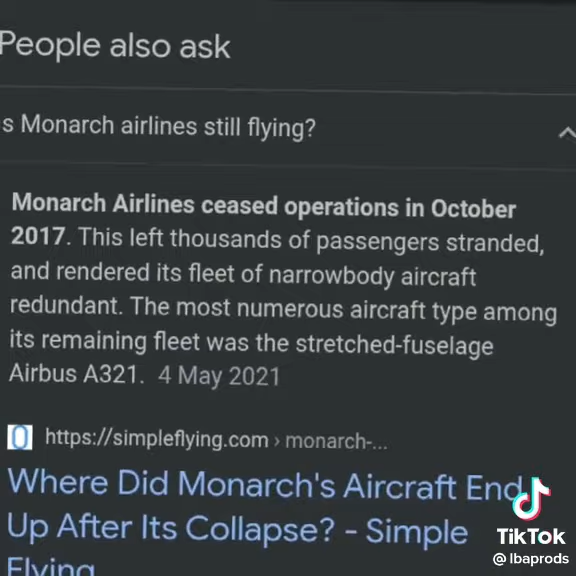 People also ask
s Monarch airlines still flying?
Monarch Airlines ceased operations in October
2017. This left thousands of passengers stranded,
and rendered its fleet of narrowbody aircraft
redundant. The most numerous aircraft type among
its remaining fleet was the stretched-fuselage
Airbus A321. 4 May 2021
https://simpleflying.com › monarch-...
Where Did Monarch's Aircraft End
Up After Its Collapse? - Simple
Flying
TikTok
@lbaprods